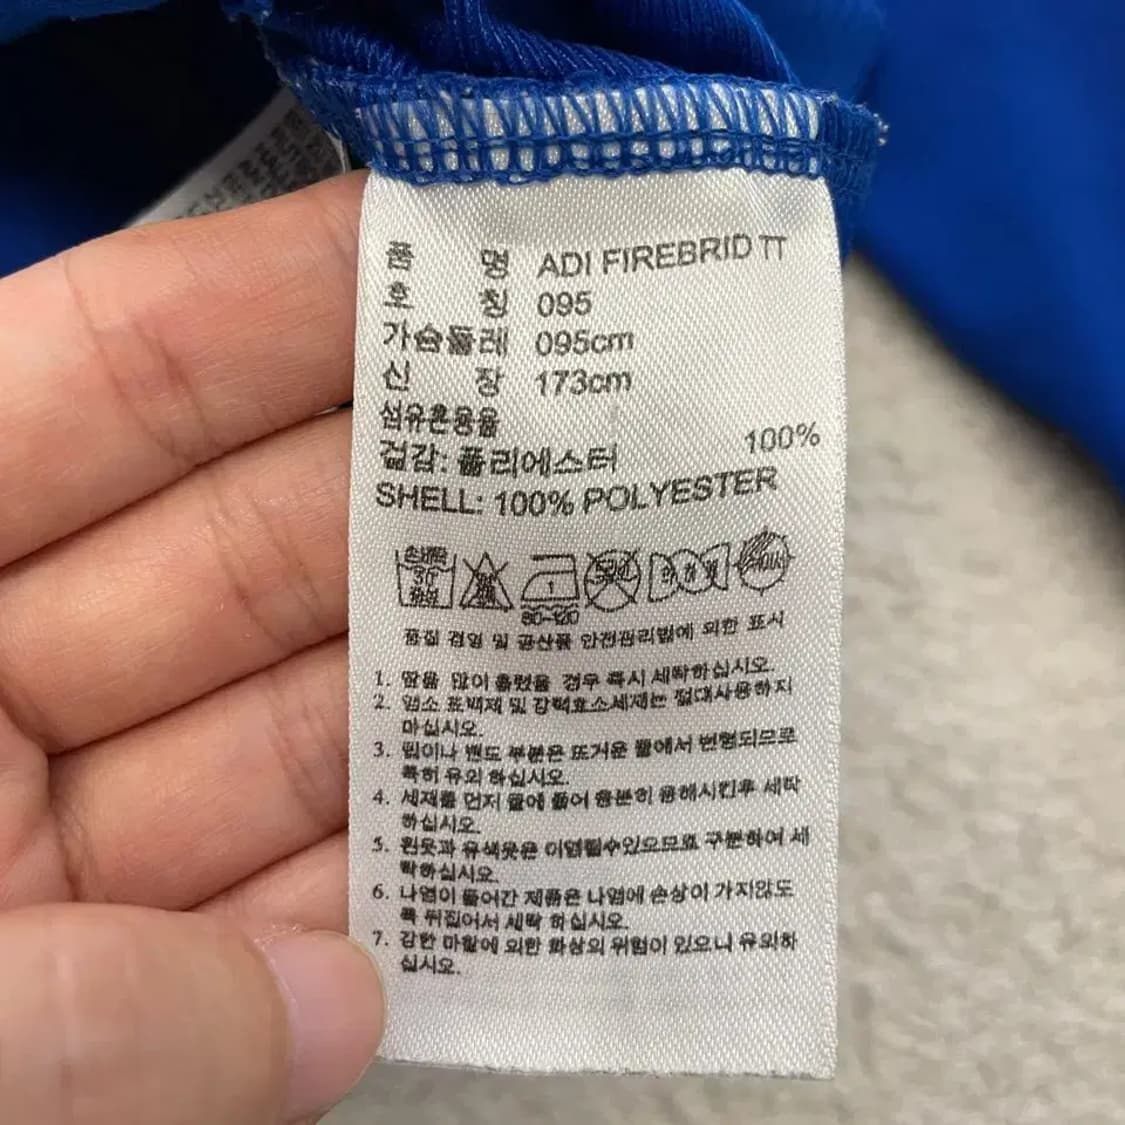 품 명 ADI FIREBRID TT
호 칭 095
가슴둘레 095cm
신 장 173cm
섬유혼용율
겉감: 폴리에스터 100%
SHELL: 100% POLYESTER
손세탁
30
중성
1
80~120
품질 경영 및 공산품 안전관리법에 의한 표시
1. 땀을 많이 흘렸을 경우 즉시 세탁하십시오.
2. 염소 표백제 및 강력효소세제는 절대사용하지
마십시오.
3. 립이나 밴드 부분은 뜨거운 물에서 변형되므로
특히 유의 하십시오.
4. 세제를 먼저 물에 풀어 충분히 용해시킨후 세탁
하십시오.
5. 흰옷과 유색옷은 이염될수있으므로 구분하여 세
탁하십시오.
6. 나염이 들어간 제품은 나염에 손상이 가지않도
록 뒤집어서 세탁 하십시오.
7. 강한 마찰에 의한 화상의 위험이 있으니 유의하
십시오.